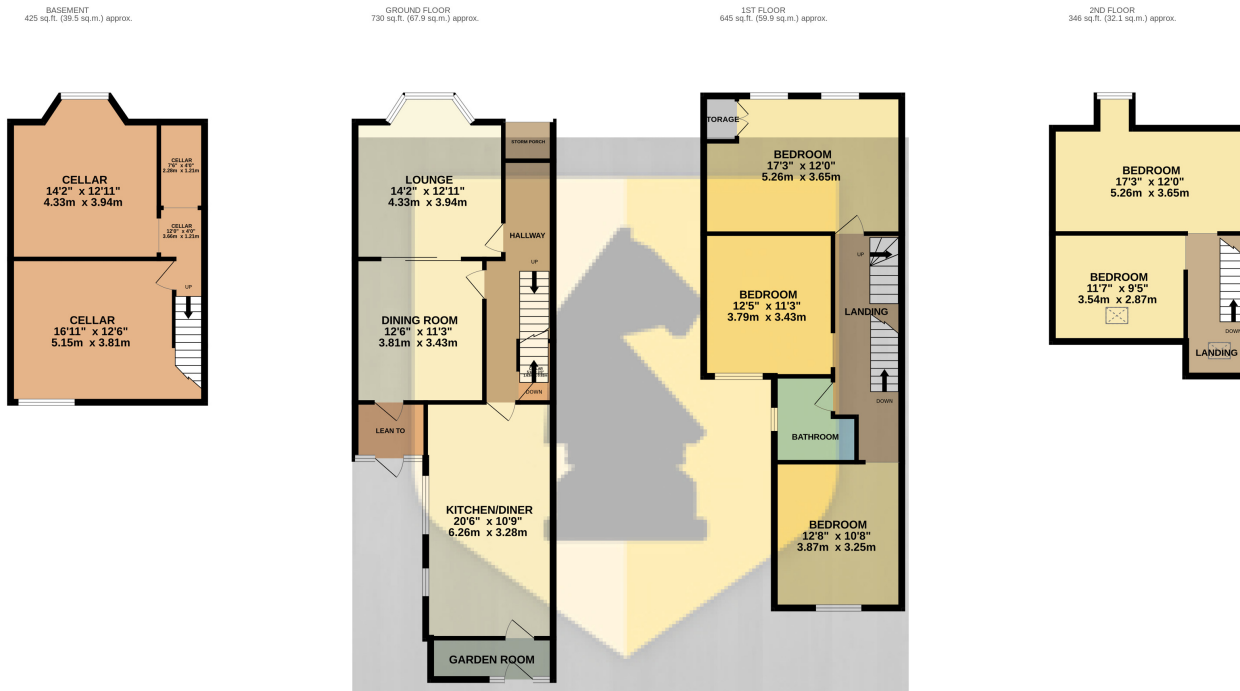 BASEMENT
425 sq.ft. (39.5 sq.m.) approx.
CELLAR
14'2" x 12'11"
4.33m x 3.94m
CELLAR
7'6" x 4'0"
2.28m x 1.21m
CELLAR
12'0" x 4'0"
3.66m x 1.21m
UP
CELLAR
16'11" x 12'6"
5.15m x 3.81m
GROUND FLOOR
730 sq.ft. (67.9 sq.m.) approx.
STORM PORCH
LOUNGE
14'2" x 12'11"
4.33m x 3.94m
HALLWAY
UP
DINING ROOM
12'6" x 11'3"
3.81m x 3.43m
DOWN
LEAN TO
KITCHEN/DINER
20'6" x 10'9"
6.26m x 3.28m
GARDEN ROOM
1ST FLOOR
645 sq.ft. (59.9 sq.m.) approx.
TORAGE
BEDROOM
17'3" x 12'0"
5.26m x 3.65m
UP
BEDROOM
12'5" x 11'3"
3.79m x 3.43m
LANDING
DOWN
BATHROOM
BEDROOM
12'8" x 10'8"
3.87m x 3.25m
2ND FLOOR
346 sq.ft. (32.1 sq.m.) approx.
BEDROOM
17'3" x 12'0"
5.26m x 3.65m
BEDROOM
11'7" x 9'5"
3.54m x 2.87m
DOWN
LANDING